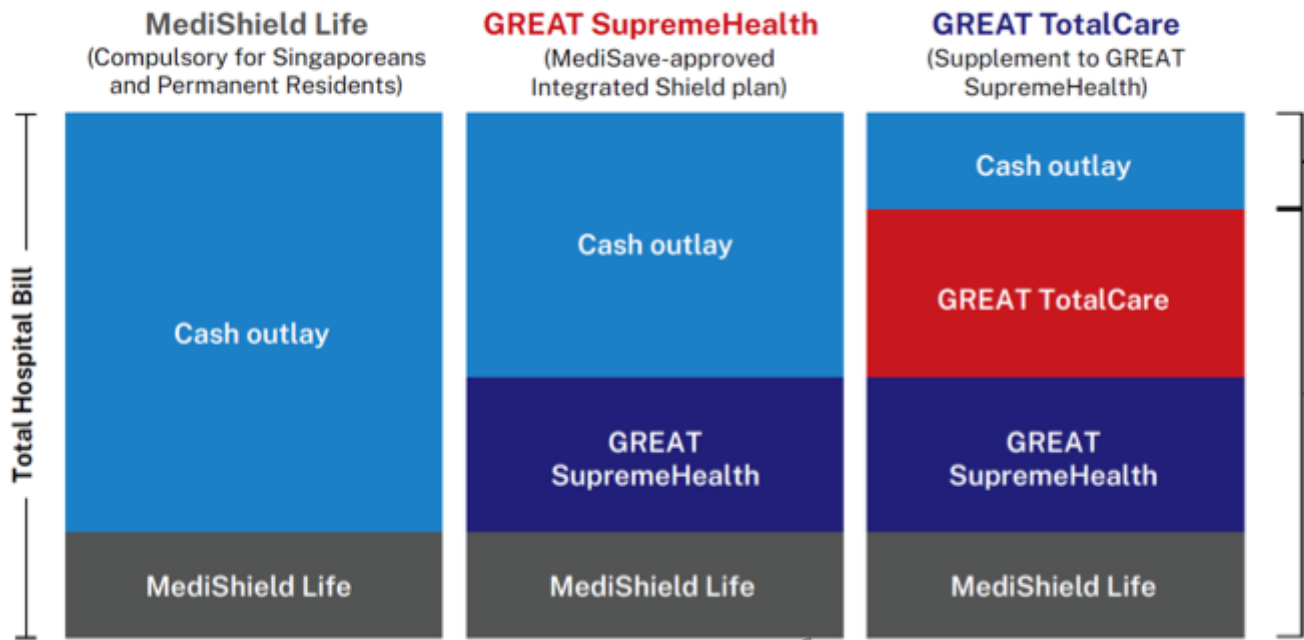 MediShield Life
(Compulsory for Singaporeans
and Permanent Residents)
GREAT SupremeHealth
(MediSave-approved
Integrated Shield plan)
GREAT TotalCare
(Supplement to GREAT
SupremeHealth)
Total Hospital Bill
Cash outlay
MediShield Life
Cash outlay
GREAT
SupremeHealth
MediShield Life
Cash outlay
GREAT TotalCare
GREAT
SupremeHealth
MediShield Life